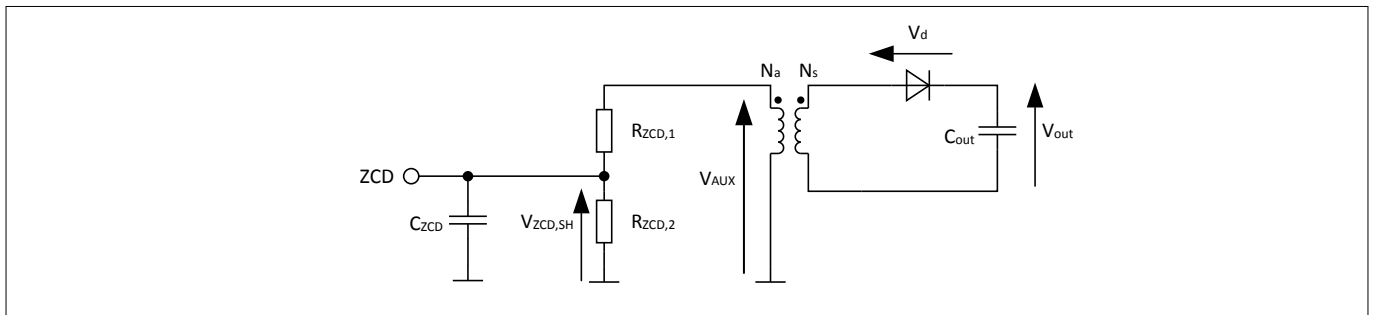 Vd
Na
Ns
RZCD,1
Cout
Vout
ZCD
VAUX
CZCD
VZCD,SH
RZCD,2